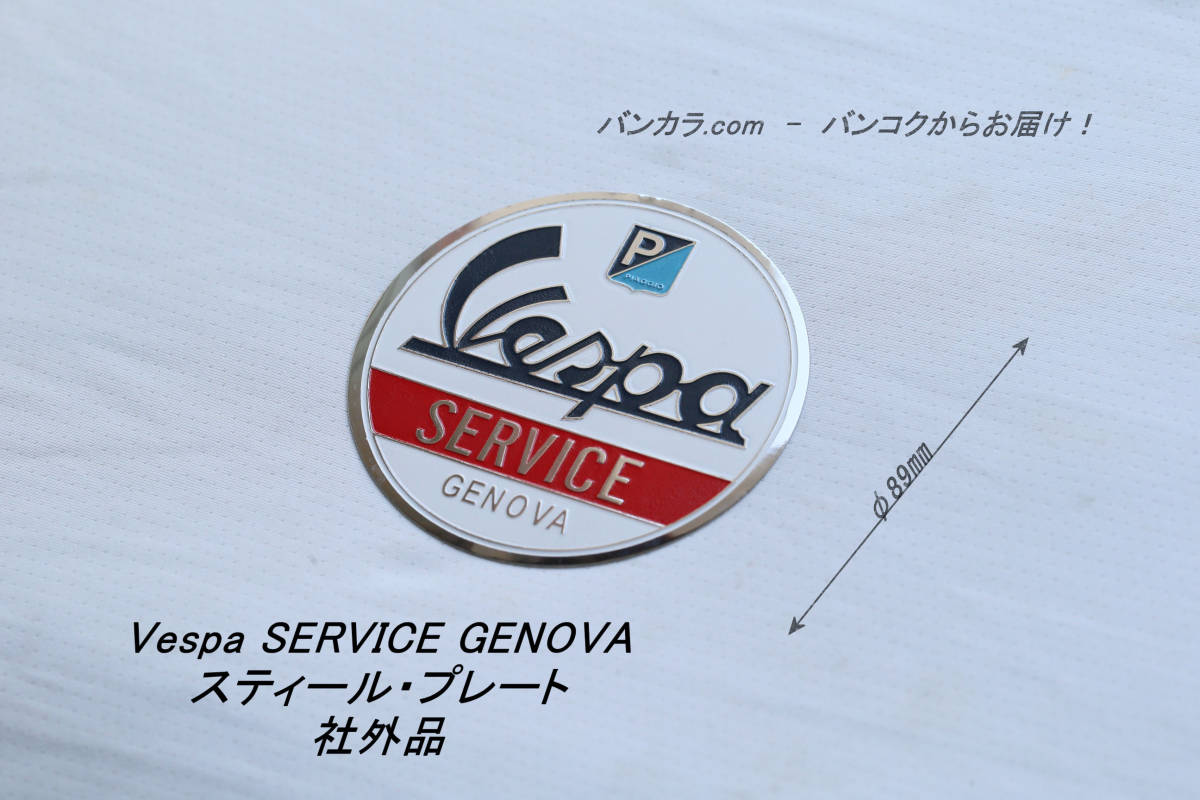 バンカラ.com - バンコクからお届け！
P
PIAGGIO
Vespa
SERVICE
GENOVA
φ89mm
Vespa SERVICE GENOVA
スティール・プレート
社外品